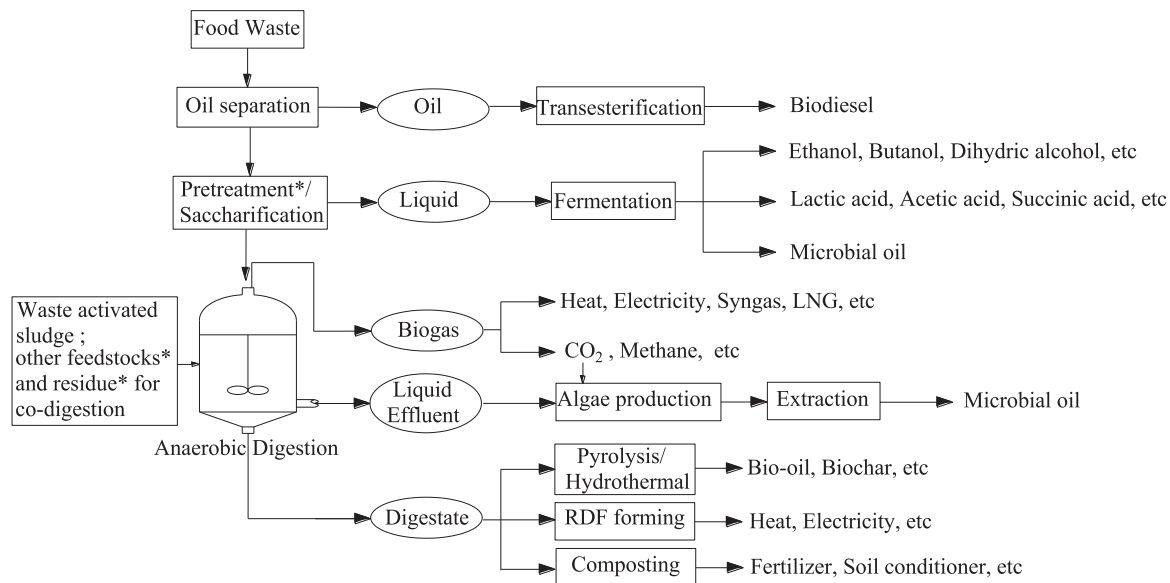 Food Waste
Oil separation
Oil
Transesterification
Biodiesel
Pretreatment*/
Saccharification
Liquid
Fermentation
Ethanol, Butanol, Dihydric alcohol, etc
Lactic acid, Acetic acid, Succinic acid, etc
Microbial oil
Waste activated
sludge ;
other feedstocks*
and residue* for
co-digestion
Anaerobic Digestion
Biogas
Heat, Electricity, Syngas, LNG, etc
CO₂ , Methane, etc
Liquid
Effluent
Algae production
Extraction
Microbial oil
Digestate
Pyrolysis/
Hydrothermal
Bio-oil, Biochar, etc
RDF forming
Heat, Electricity, etc
Composting
Fertilizer, Soil conditioner, etc